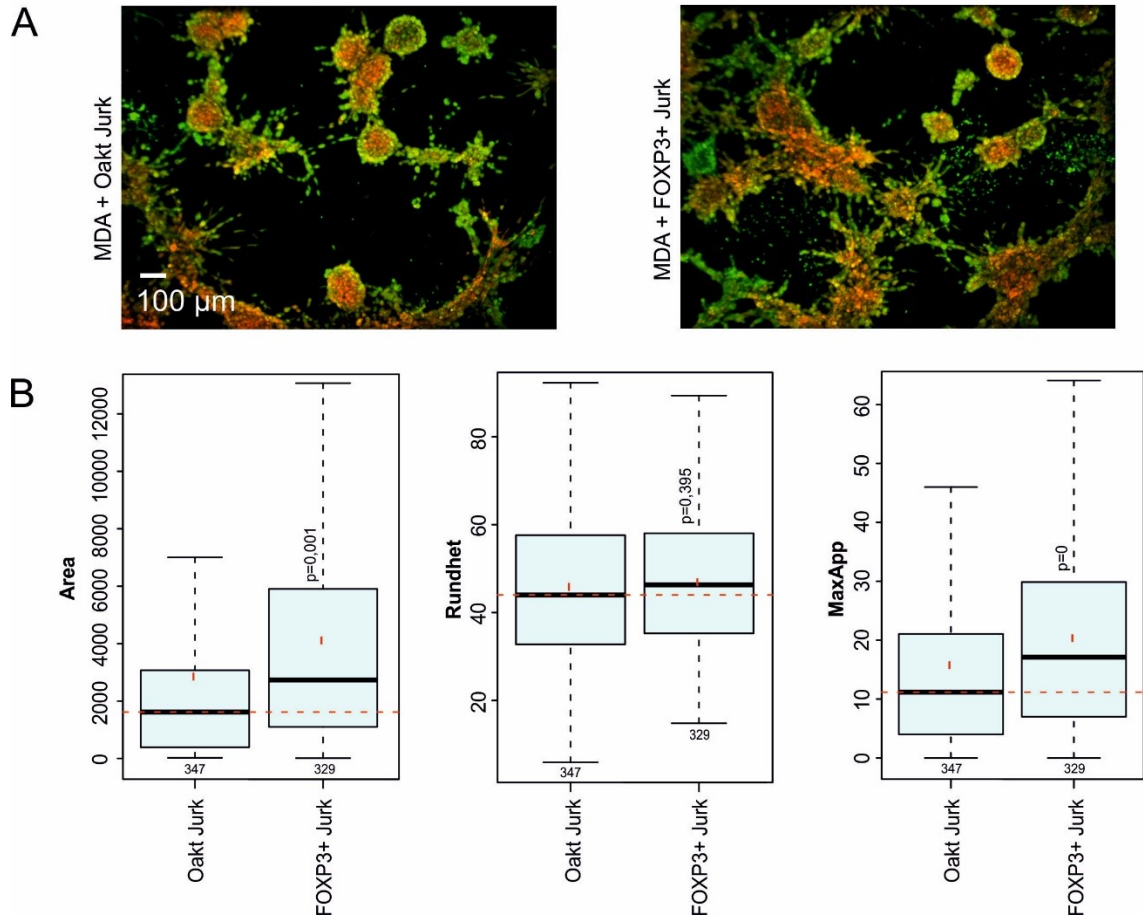 A
MDA + Oakt Jurk
100 µm
MDA + FOXP3+ Jurk
B
Area
0
2000
4000
6000
8000
10000
12000
p=0,001
347
329
Oakt Jurk
FOXP3+ Jurk
Rundhet
20
40
60
80
p=0,395
347
329
Oakt Jurk
FOXP3+ Jurk
MaxApp
0
10
20
30
40
50
60
p=0
347
329
Oakt Jurk
FOXP3+ Jurk